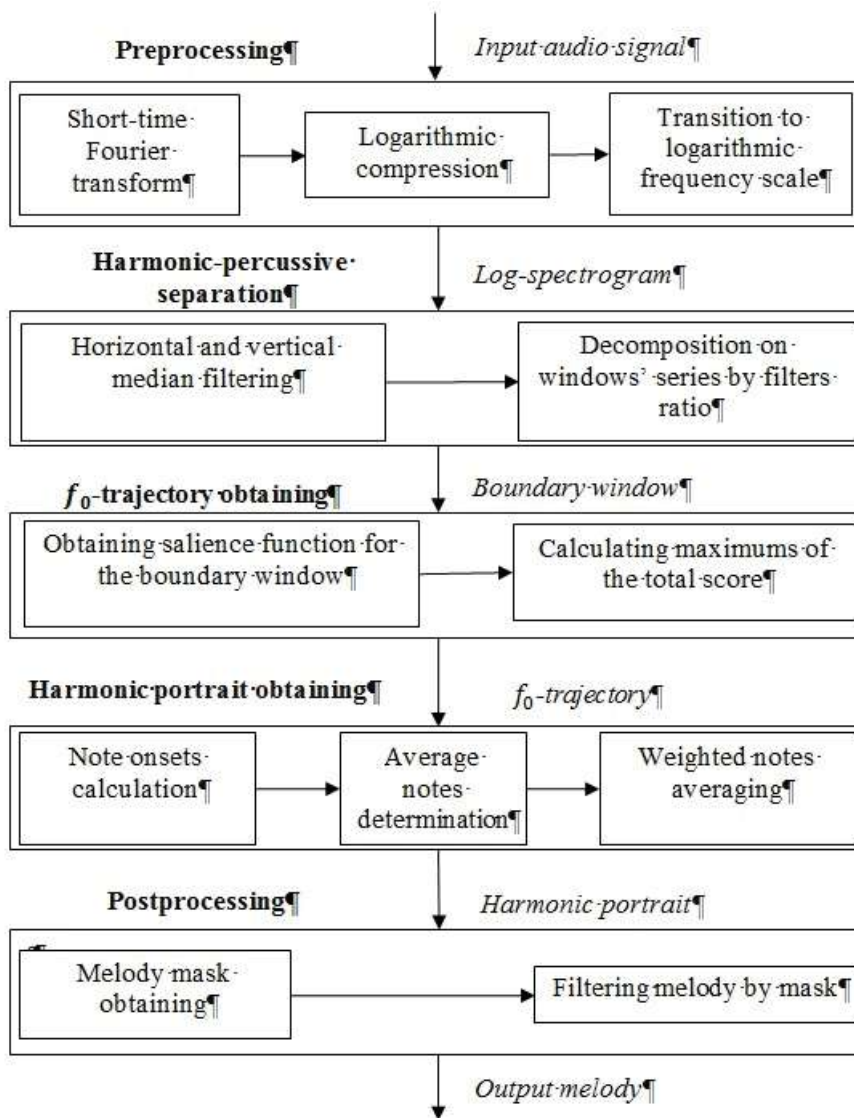 Preprocessing¶
Input·audio·signal¶
Short-time·
Fourier·
transform¶
Logarithmic·
compression¶
Transition·to·
logarithmic·
frequency·scale¶
Harmonic-percussive·
separation¶
Log-spectrogram¶
Horizontal·and·vertical·
median·filtering¶
Decomposition·on·
windows’·series·by·filters·
ratio¶
f₀-trajectory·obtaining¶
Boundary·window¶
Obtaining·salience·function·for·
the·boundary·window¶
Calculating·maximums·of·
the·total·score¶
Harmonic·portrait·obtaining¶
f₀-trajectory¶
Note·onsets·
calculation¶
Average·
notes·
determination¶
Weighted·notes·
averaging¶
Postprocessing¶
Harmonic·portrait¶
¶
Melody·mask·
obtaining¶
Filtering·melody·by·mask¶
Output·melody¶